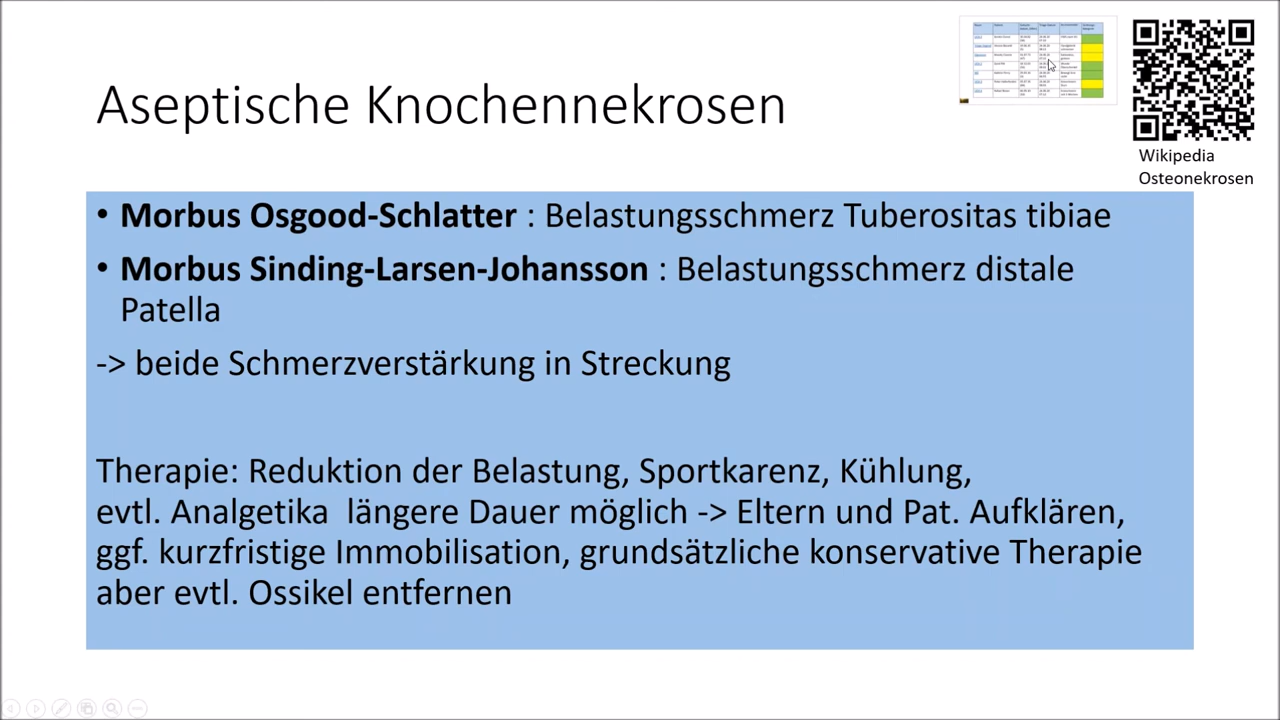 Aseptische Knochennekrosen
Wikipedia
Osteonekrosen
• Morbus Osgood-Schlatter : Belastungsschmerz Tuberositas tibiae
• Morbus Sinding-Larsen-Johansson : Belastungsschmerz distale
Patella
-> beide Schmerzverstärkung in Streckung
Therapie: Reduktion der Belastung, Sportkarenz, Kühlung,
evtl. Analgetika längere Dauer möglich -> Eltern und Pat. Aufklären,
ggf. kurzfristige Immobilisation, grundsätzliche konservative Therapie
aber evtl. Ossikel entfernen